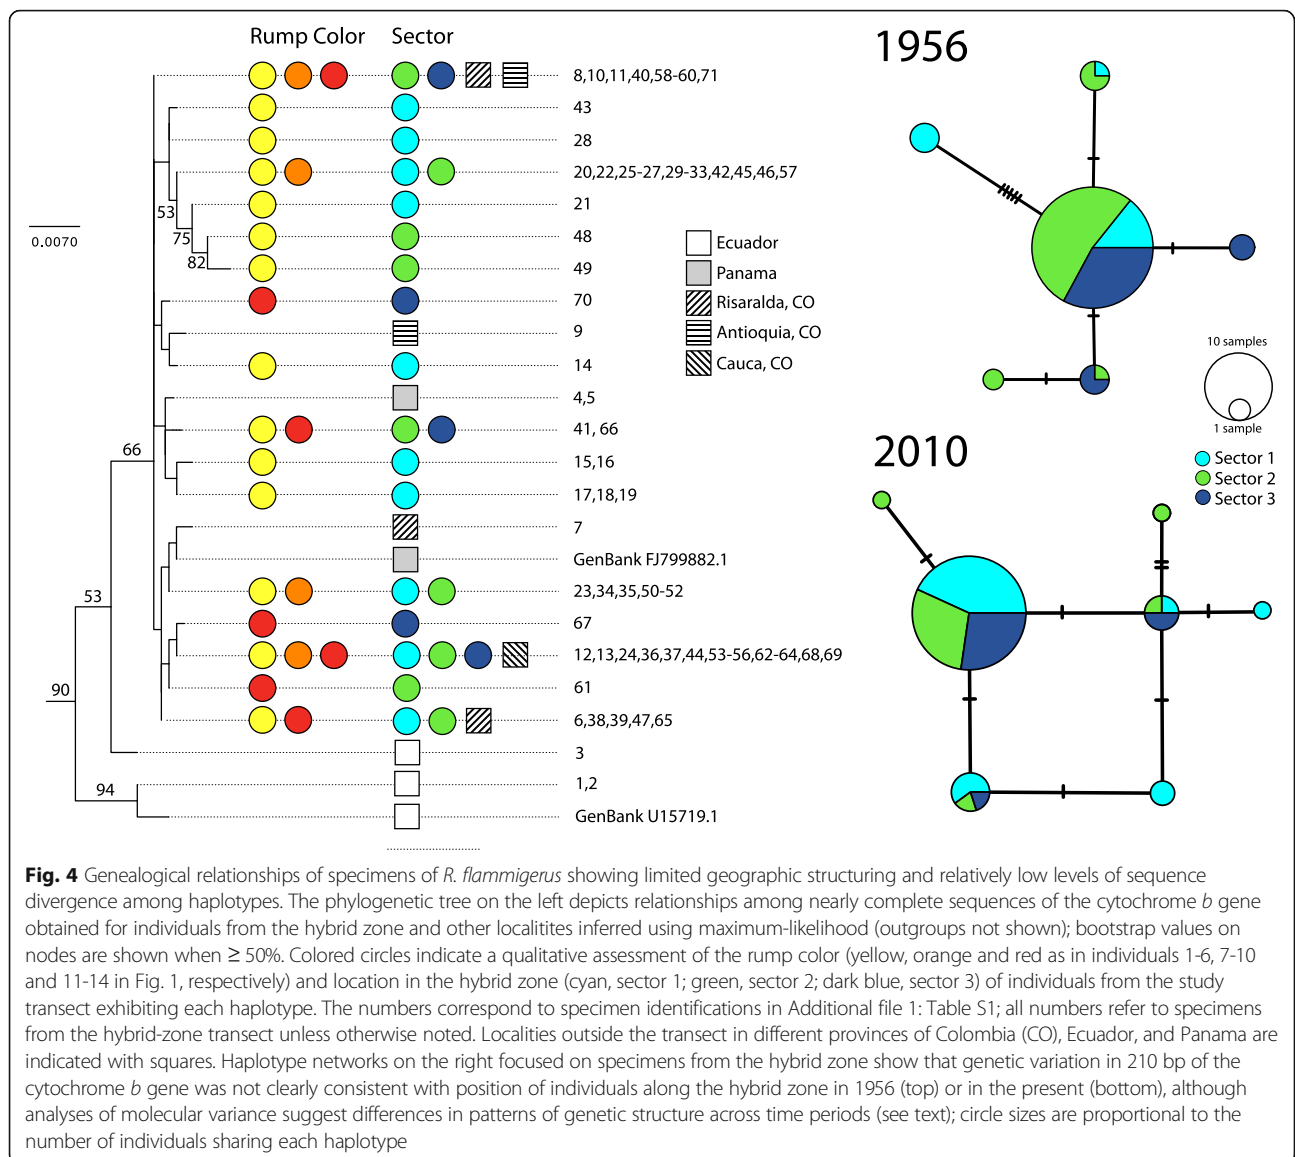 Rump Color Sector
8,10,11,40,58-60,71
43
28
20,22,25-27,29-33,42,45,46,57
53
21
0.0070
75
48
82
49
70
9
14
4,5
41, 66
66
15,16
17,18,19
7
GenBank FJ799882.1
23,34,35,50-52
53
67
12,13,24,36,37,44,53-56,62-64,68,69
90
61
6,38,39,47,65
3
94
1,2
GenBank U15719.1
Ecuador
Panama
Risaralda, CO
Antioquia, CO
Cauca, CO
1956
10 samples
1 sample
2010
Sector 1
Sector 2
Sector 3
Fig. 4 Genealogical relationships of specimens of R. flammigerus showing limited geographic structuring and relatively low levels of sequence
divergence among haplotypes. The phylogenetic tree on the left depicts relationships among nearly complete sequences of the cytochrome b gene
obtained for individuals from the hybrid zone and other localitites inferred using maximum-likelihood (outgroups not shown); bootstrap values on
nodes are shown when ≥ 50%. Colored circles indicate a qualitative assessment of the rump color (yellow, orange and red as in individuals 1-6, 7-10
and 11-14 in Fig. 1, respectively) and location in the hybrid zone (cyan, sector 1; green, sector 2; dark blue, sector 3) of individuals from the study
transect exhibiting each haplotype. The numbers correspond to specimen identifications in Additional file 1: Table S1; all numbers refer to specimens
from the hybrid-zone transect unless otherwise noted. Localities outside the transect in different provinces of Colombia (CO), Ecuador, and Panama are
indicated with squares. Haplotype networks on the right focused on specimens from the hybrid zone show that genetic variation in 210 bp of the
cytochrome b gene was not clearly consistent with position of individuals along the hybrid zone in 1956 (top) or in the present (bottom), although
analyses of molecular variance suggest differences in patterns of genetic structure across time periods (see text); circle sizes are proportional to the
number of individuals sharing each haplotype